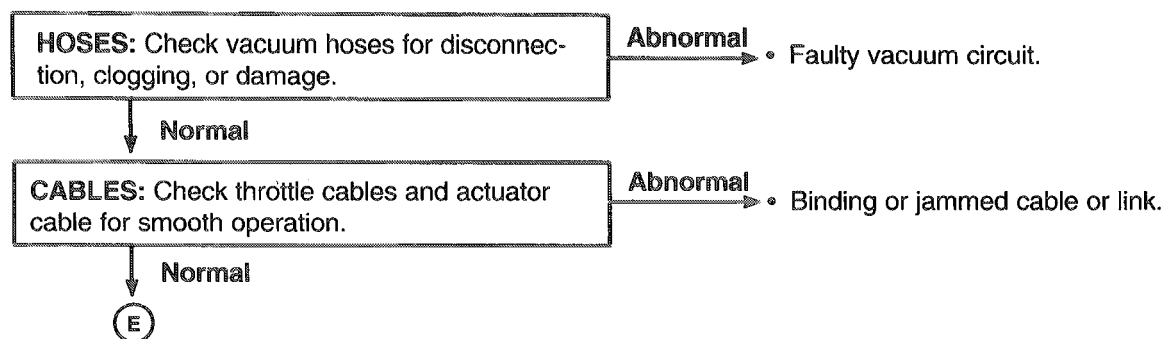 HOSES: Check vacuum hoses for disconnec-
tion, clogging, or damage.
Abnormal
• Faulty vacuum circuit.
Normal
CABLES: Check throttle cables and actuator
cable for smooth operation.
Abnormal
• Binding or jammed cable or link.
Normal
E